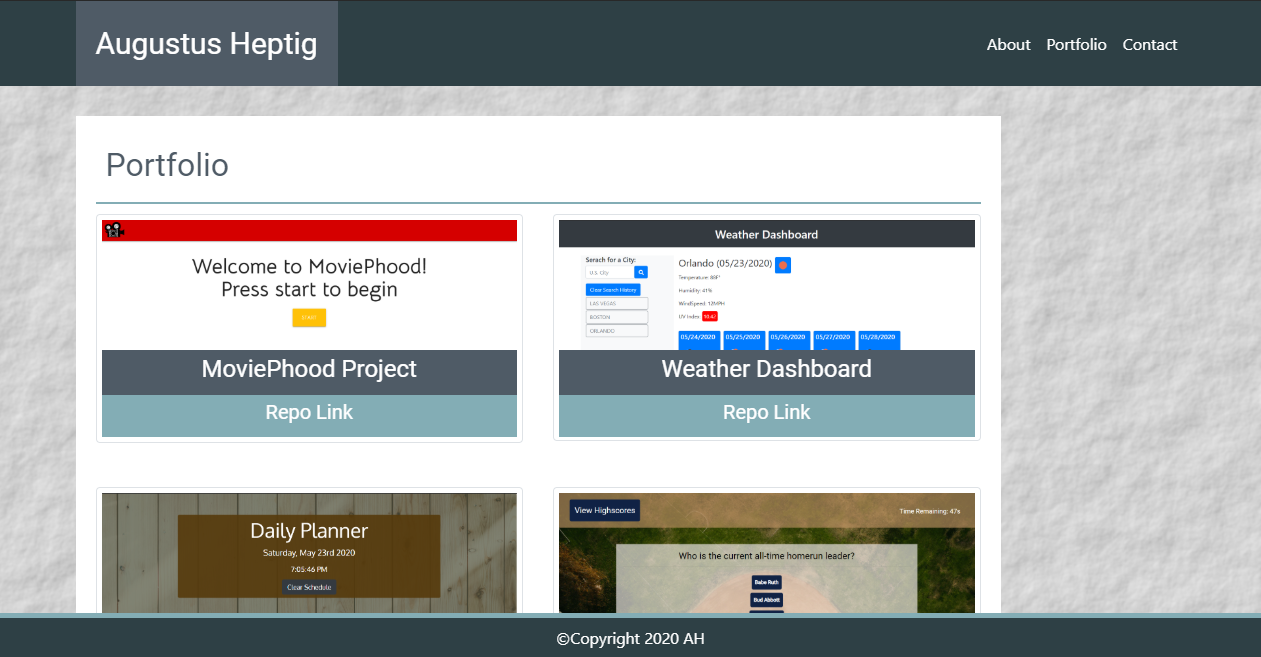 Augustus Heptig
About Portfolio Contact
Portfolio
Welcome to MoviePhood!
Press start to begin
START
MoviePhood Project
Repo Link
Weather Dashboard
Serach for a City:
U.S. City
Clear Search History
LAS VEGAS
BOSTON
ORLANDO
Orlando (05/23/2020)
Temperature: 88F°
Humidity: 41%
WindSpeed: 12MPH
UV Index: 10.42
05/24/2020 05/25/2020 05/26/2020 05/27/2020 05/28/2020
Weather Dashboard
Repo Link
Daily Planner
Saturday, May 23rd 2020
7:05:46 PM
Clear Schedule
View Highscores
Time Remaining: 47s
Who is the current all-time homerun leader?
Babe Ruth
Bud Abbott
©Copyright 2020 AH